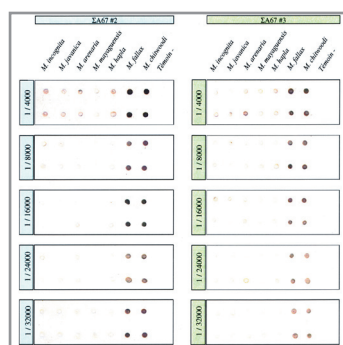 ΣA67 #2
M. incognita
M. javanica
M. arenaria
M. mayaguensis
M. hapla
M. fallax
M. chitwoodi
Témoin -
1 / 4000
1 / 8000
1 / 16000
1 / 24000
1 / 32000
ΣA67 #3
M. incognita
M. javanica
M. arenaria
M. mayaguensis
M. hapla
M. fallax
M. chitwoodi
Témoin -
1 / 4000
1 / 8000
1 / 16000
1 / 24000
1 / 32000